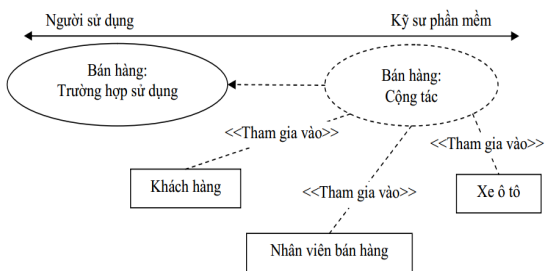 Người sử dụng
Kỹ sư phần mềm
Bán hàng:
Trường hợp sử dụng
Bán hàng:
Cộng tác
<<Tham gia vào>>
<<Tham gia vào>>
Khách hàng
<<Tham gia vào>>
Xe ô tô
Nhân viên bán hàng